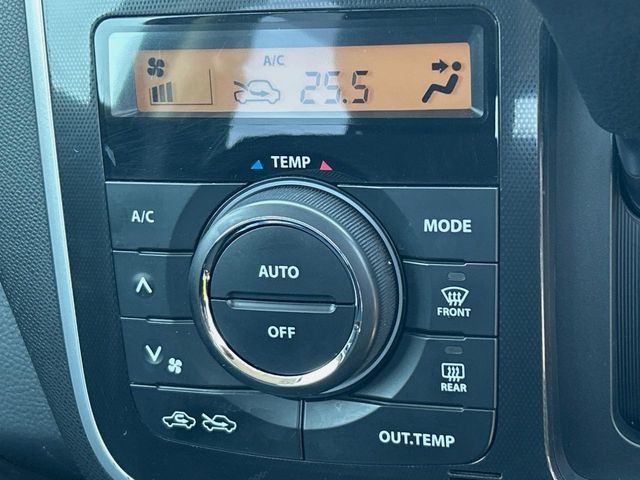 A/C
25.5
TEMP
A/C
MODE
AUTO
OFF
FRONT
REAR
OUT.TEMP